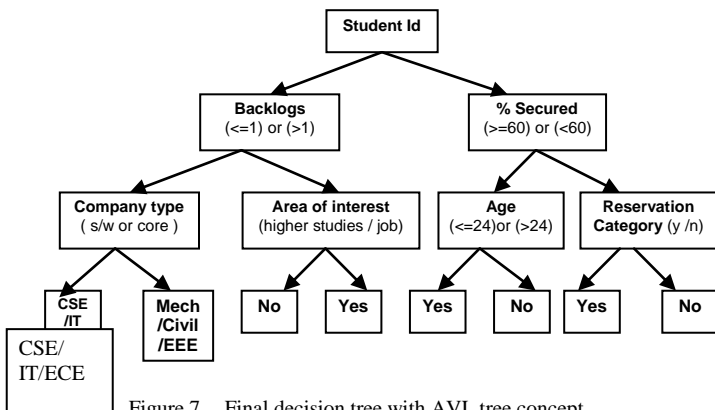 Student Id
Backlogs
(<=1) or (>1)
% Secured
(>=60) or (<60)
Company type
( s/w or core )
Area of interest
(higher studies / job)
Age
(<=24)or (>24)
Reservation
Category (y /n)
CSE
/IT
Mech
/Civil
/EEE
No
Yes
Yes
No
Yes
No
CSE/
IT/ECE
Figure 7. Final decision tree with AVL tree concept